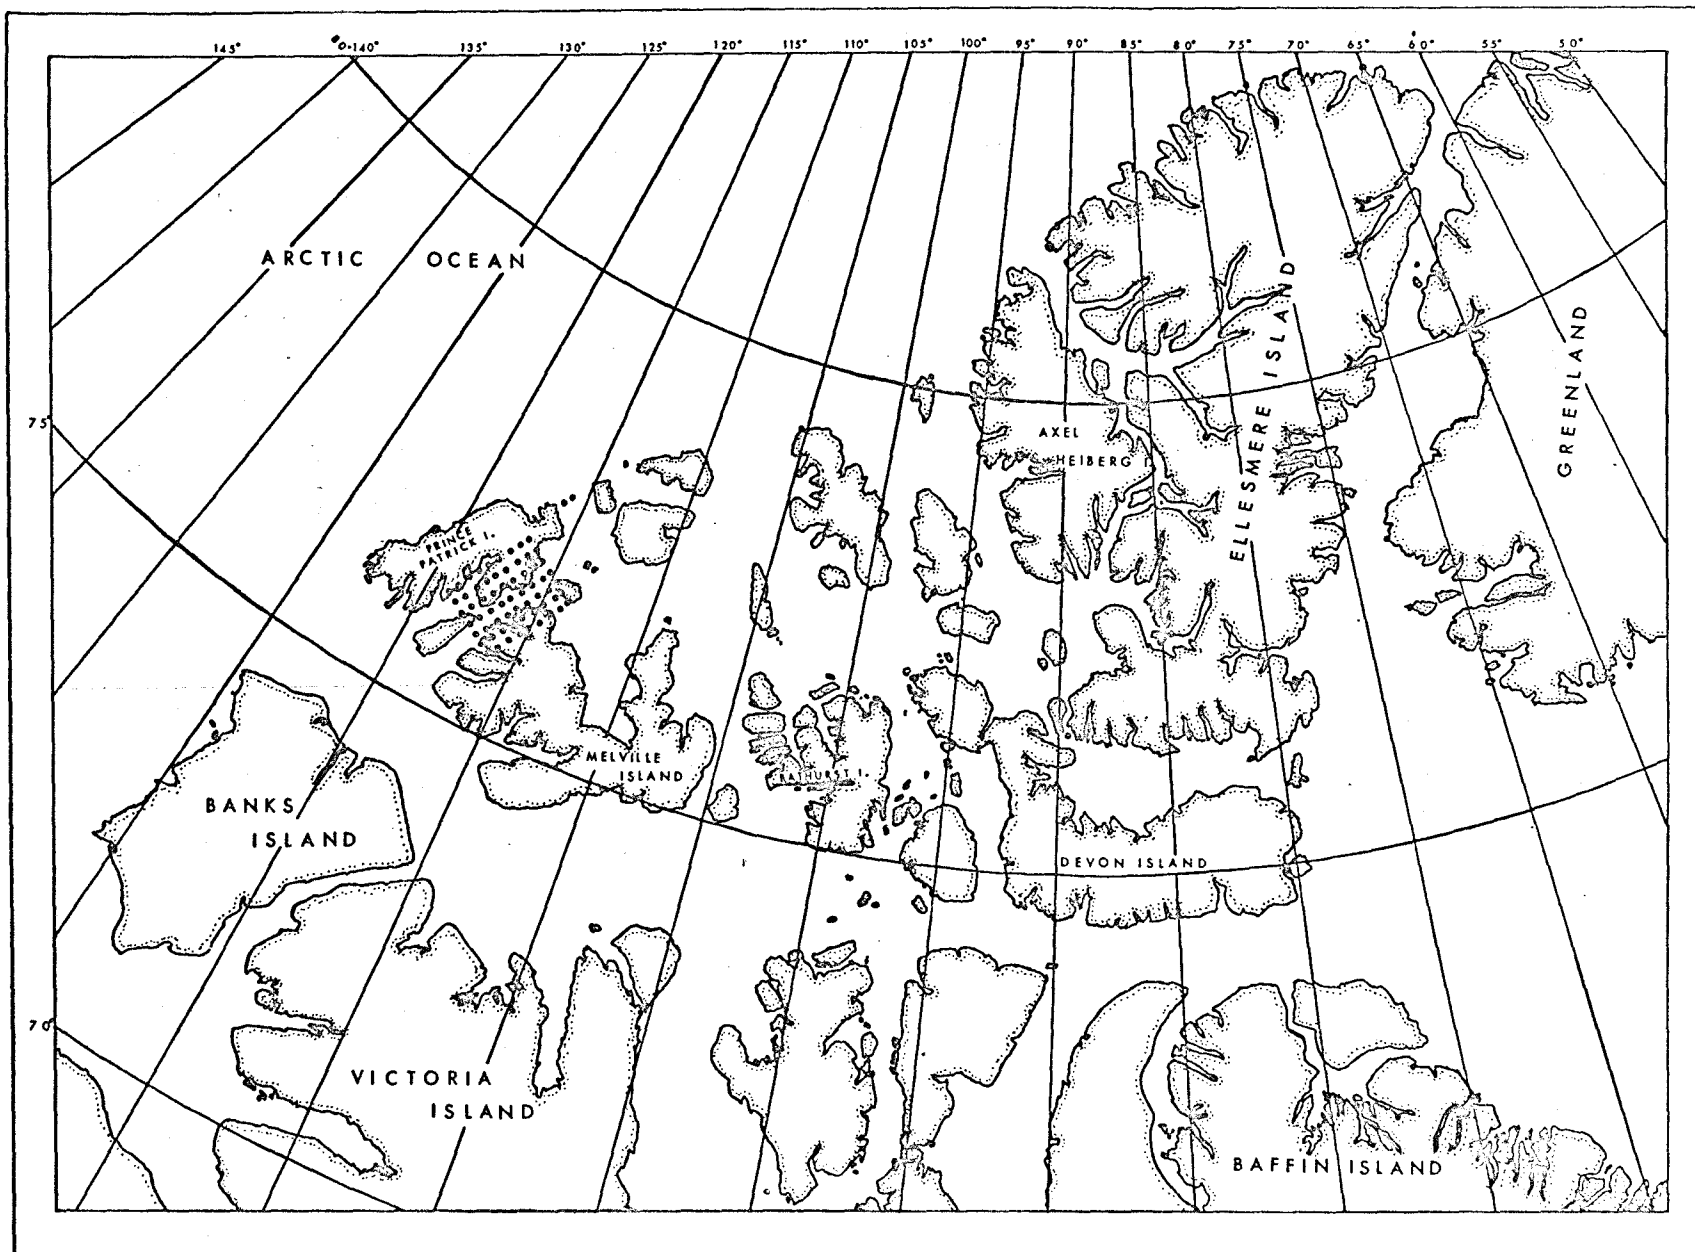 145° 140° 135° 130° 125° 120° 115° 110° 105° 100° 95° 90° 85° 80° 75° 70° 65° 60° 55° 50°
ARCTIC OCEAN
75
70
PRINCE
PATRICK I.
AXEL
HEIBERG I.
ELLESMERE ISLAND
GREENLAND
MELVILLE
ISLAND
BATHURST I.
BANKS
ISLAND
DEVON ISLAND
VICTORIA
ISLAND
BAFFIN ISLAND